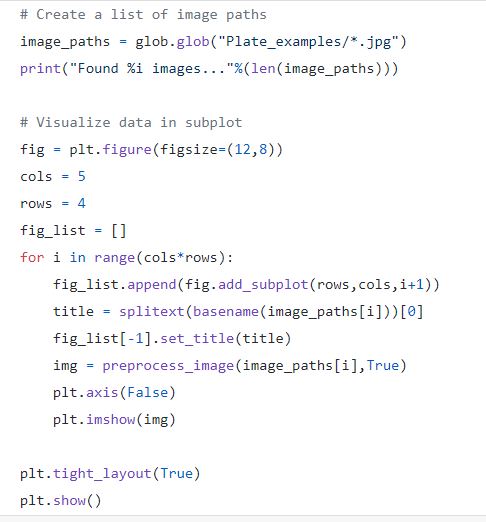 # Create a list of image paths
image_paths = glob.glob("Plate_examples/*.jpg")
print("Found %i images..."%(len(image_paths)))

# Visualize data in subplot
fig = plt.figure(figsize=(12,8))
cols = 5
rows = 4
fig_list = []
for i in range(cols*rows):
    fig_list.append(fig.add_subplot(rows,cols,i+1))
    title = splitext(basename(image_paths[i]))[0]
    fig_list[-1].set_title(title)
    img = preprocess_image(image_paths[i],True)
    plt.axis(False)
    plt.imshow(img)

plt.tight_layout(True)
plt.show()